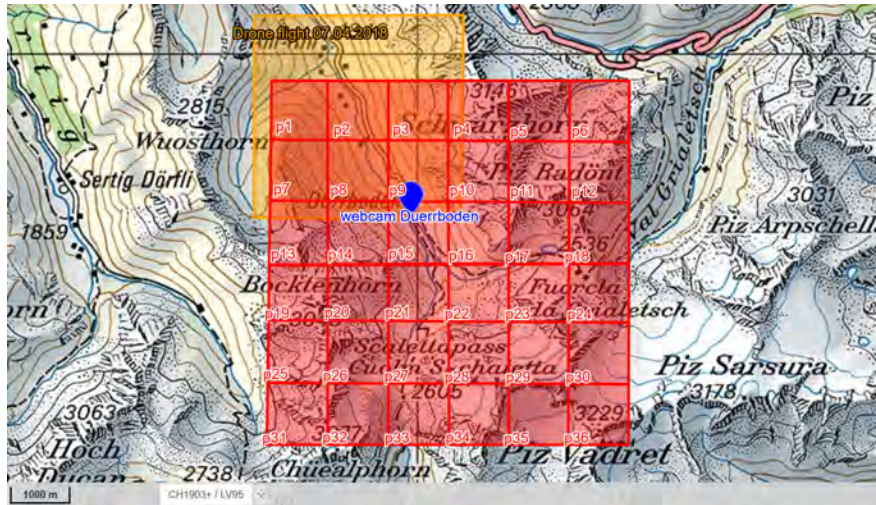 Drone flight 07.04.2018
2815
3146
Piz
Wuosthorn
p1 p2 p3 p4 p5 p6
Sertig Dörfli
Piz Radönt
Val Grialetsch
p7 p8 p9 p10 p11 p12
webcam Duerrboden
3064
1859
2536
Piz Arpschella
p13 p14 p15 p16 p17 p18
Bocktenhorn
Fuorcla
p19 p20 p21 p22 p23 p24
Scalettapass
Piz Sarsura
p25 p26 p27 p28 p29 p30
3178
3063
2605
3229
p31 p32 p33 p34 p35 p36
Hoch
Ducan
2738
Chüealphorn
Piz Vadret
1000 m
CH1903+ / LV95